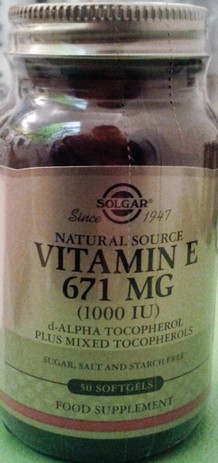 SOLGAR®
Since 1947
NATURAL SOURCE
VITAMIN E
671 MG
(1000 IU)
d-ALPHA TOCOPHEROL
PLUS MIXED TOCOPHEROLS
SUGAR, SALT AND STARCH FREE
50 SOFTGELS
FOOD SUPPLEMENT